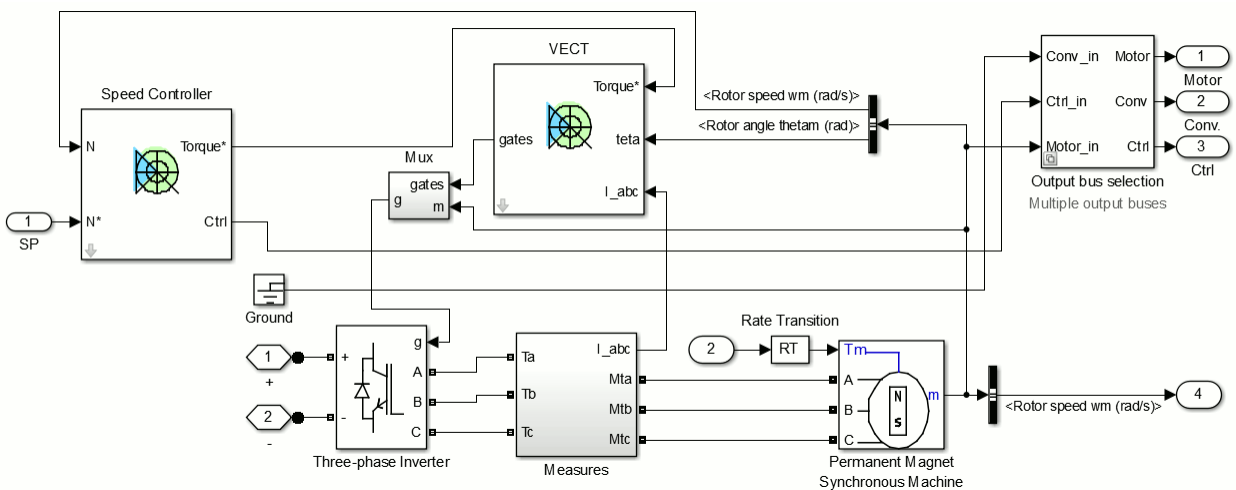 VECT
Speed Controller
N
Torque*
N*
Ctrl
1
SP
Mux
gates
g
m
gates
Torque*
teta
I_abc
<Rotor speed wm (rad/s)>
<Rotor angle thetam (rad)>
Conv_in
Motor
Ctrl_in
Conv
Motor_in
Ctrl
1
Motor
2
Conv.
3
Ctrl
Output bus selection
Multiple output buses
Ground
1
+
2
-
+
-
g
A
B
C
Three-phase Inverter
Ta
Tb
Tc
I_abc
Mta
Mtb
Mtc
Measures
Rate Transition
2
RT
Tm
A
B
C
N
S
m
Permanent Magnet
Synchronous Machine
<Rotor speed wm (rad/s)>
4